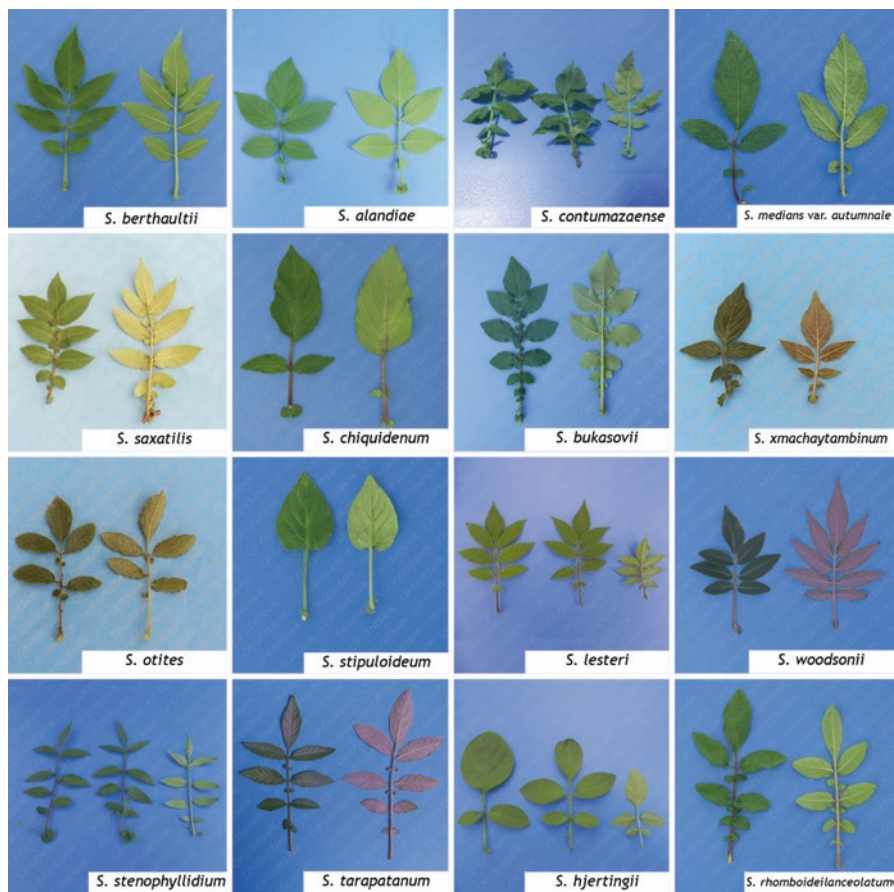 S. berthaultii
S. alandiae
S. contumazaense
S. medians var. autumnale
S. saxatilis
S. chiquidenum
S. bukasovii
S. xmachaytambinum
S. otites
S. stipuloideum
S. lesteri
S. woodsonii
S. stenophyllidium
S. tarapatanum
S. hjertingii
S. rhomboideilanceolatum